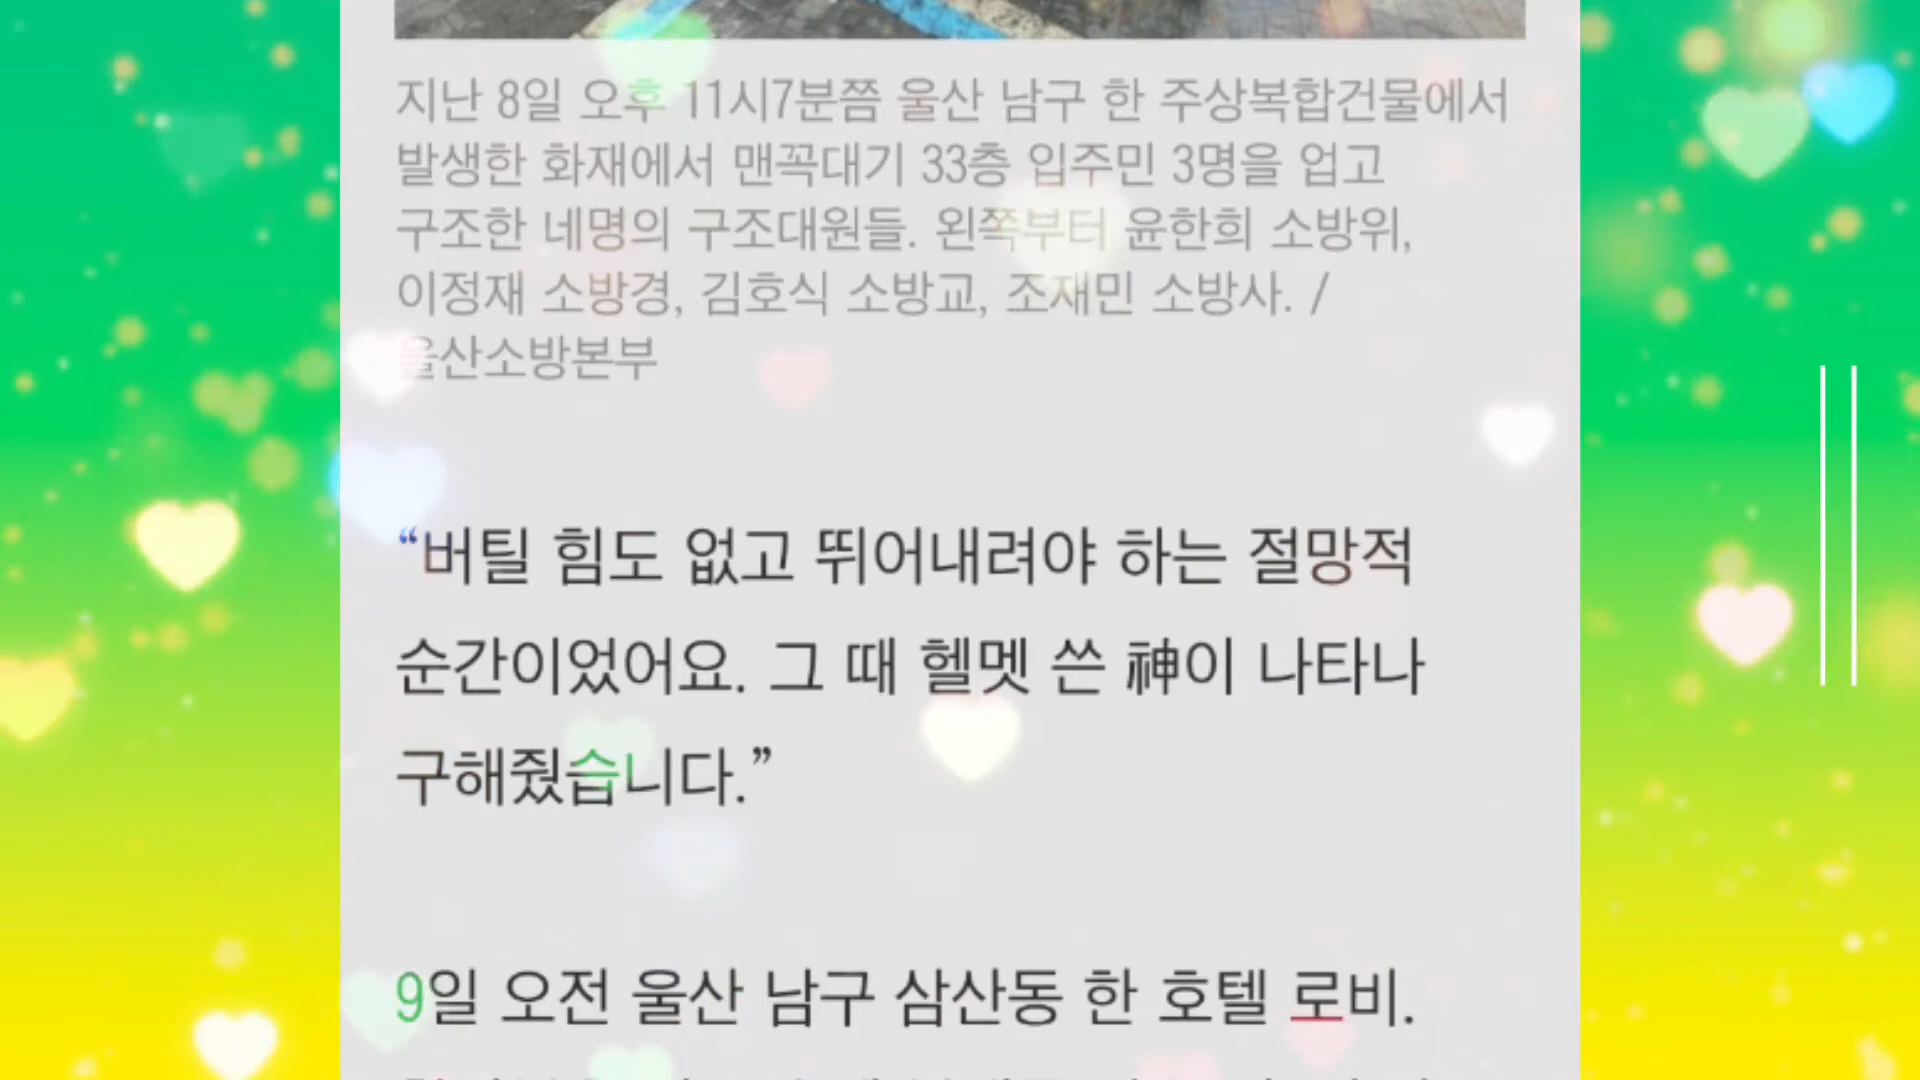 지난 8일 오후 11시7분쯤 울산 남구 한 주상복합건물에서
발생한 화재에서 맨꼭대기 33층 입주민 3명을 업고
구조한 네명의 구조대원들. 왼쪽부터 윤한희 소방위,
이정재 소방경, 김호식 소방교, 조재민 소방사. /
울산소방본부
“버틸 힘도 없고 뛰어내려야 하는 절망적
순간이었어요. 그 때 헬멧 쓴 神이 나타나
구해줬습니다.”
9일 오전 울산 남구 삼산동 한 호텔 로비.